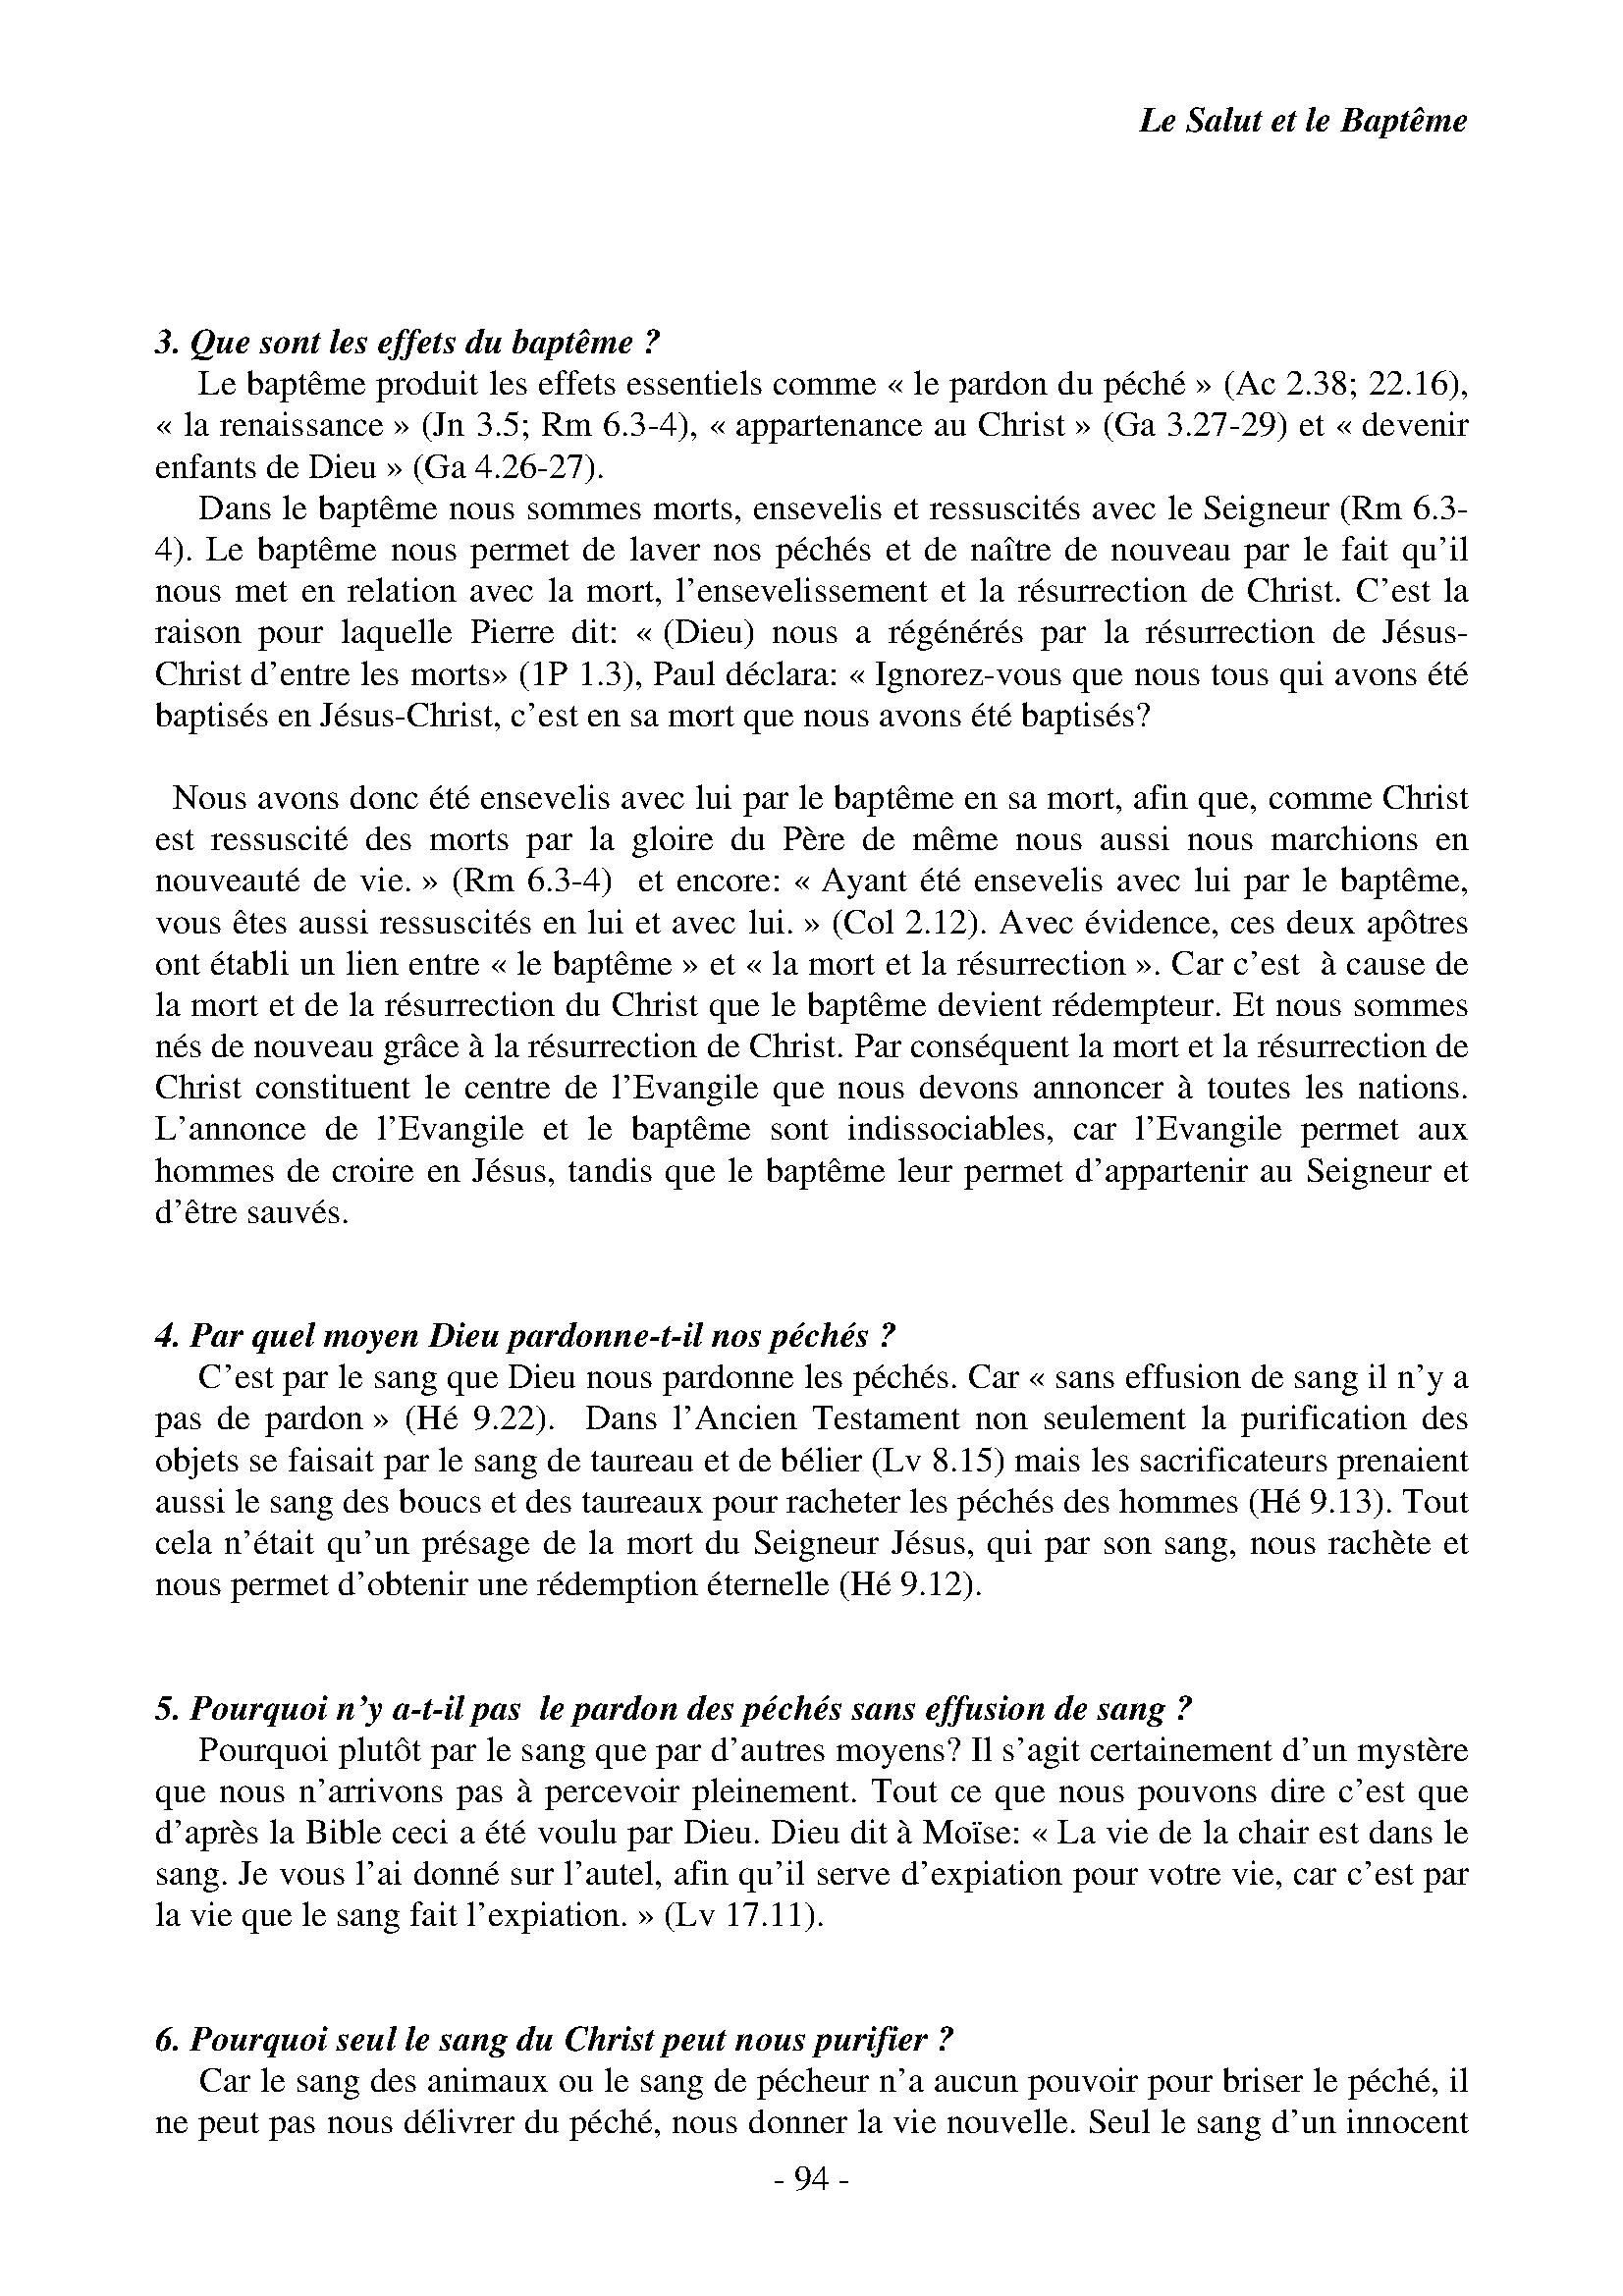 Le Salut et le Baptême
3. Que sont les effets du baptême ?
Le baptême produit les effets essentiels comme « le pardon du péché » (Ac 2.38; 22.16),
« la renaissance » (Jn 3.5; Rm 6.3-4), « appartenance au Christ » (Ga 3.27-29) et « devenir
enfants de Dieu » (Ga 4.26-27).
Dans le baptême nous sommes morts, ensevelis et ressuscités avec le Seigneur (Rm 6.3-
4). Le baptême nous permet de laver nos péchés et de naître de nouveau par le fait qu’il
nous met en relation avec la mort, l’ensevelissement et la résurrection de Christ. C’est la
raison pour laquelle Pierre dit: « (Dieu) nous a régénérés par la résurrection de Jésus-
Christ d’entre les morts» (1P 1.3), Paul déclara: « Ignorez-vous que nous tous qui avons été
baptisés en Jésus-Christ, c’est en sa mort que nous avons été baptisés?
Nous avons donc été ensevelis avec lui par le baptême en sa mort, afin que, comme Christ
est ressuscité des morts par la gloire du Père de même nous aussi nous marchions en
nouveauté de vie. » (Rm 6.3-4)  et encore: « Ayant été ensevelis avec lui par le baptême,
vous êtes aussi ressuscités en lui et avec lui. » (Col 2.12). Avec évidence, ces deux apôtres
ont établi un lien entre « le baptême » et « la mort et la résurrection ». Car c’est  à cause de
la mort et de la résurrection du Christ que le baptême devient rédempteur. Et nous sommes
nés de nouveau grâce à la résurrection de Christ. Par conséquent la mort et la résurrection de
Christ constituent le centre de l’Evangile que nous devons annoncer à toutes les nations.
L’annonce de l’Evangile et le baptême sont indissociables, car l’Evangile permet aux
hommes de croire en Jésus, tandis que le baptême leur permet d’appartenir au Seigneur et
d’être sauvés.
4. Par quel moyen Dieu pardonne-t-il nos péchés ?
C’est par le sang que Dieu nous pardonne les péchés. Car « sans effusion de sang il n’y a
pas de pardon » (Hé 9.22).  Dans l’Ancien Testament non seulement la purification des
objets se faisait par le sang de taureau et de bélier (Lv 8.15) mais les sacrificateurs prenaient
aussi le sang des boucs et des taureaux pour racheter les péchés des hommes (Hé 9.13). Tout
cela n’était qu’un présage de la mort du Seigneur Jésus, qui par son sang, nous rachète et
nous permet d’obtenir une rédemption éternelle (Hé 9.12).
5. Pourquoi n’y a-t-il pas  le pardon des péchés sans effusion de sang ?
Pourquoi plutôt par le sang que par d’autres moyens? Il s’agit certainement d’un mystère
que nous n’arrivons pas à percevoir pleinement. Tout ce que nous pouvons dire c’est que
d’après la Bible ceci a été voulu par Dieu. Dieu dit à Moïse: « La vie de la chair est dans le
sang. Je vous l’ai donné sur l’autel, afin qu’il serve d’expiation pour votre vie, car c’est par
la vie que le sang fait l’expiation. » (Lv 17.11).
6. Pourquoi seul le sang du Christ peut nous purifier ?
Car le sang des animaux ou le sang de pécheur n’a aucun pouvoir pour briser le péché, il
ne peut pas nous délivrer du péché, nous donner la vie nouvelle. Seul le sang d’un innocent
- 94 -